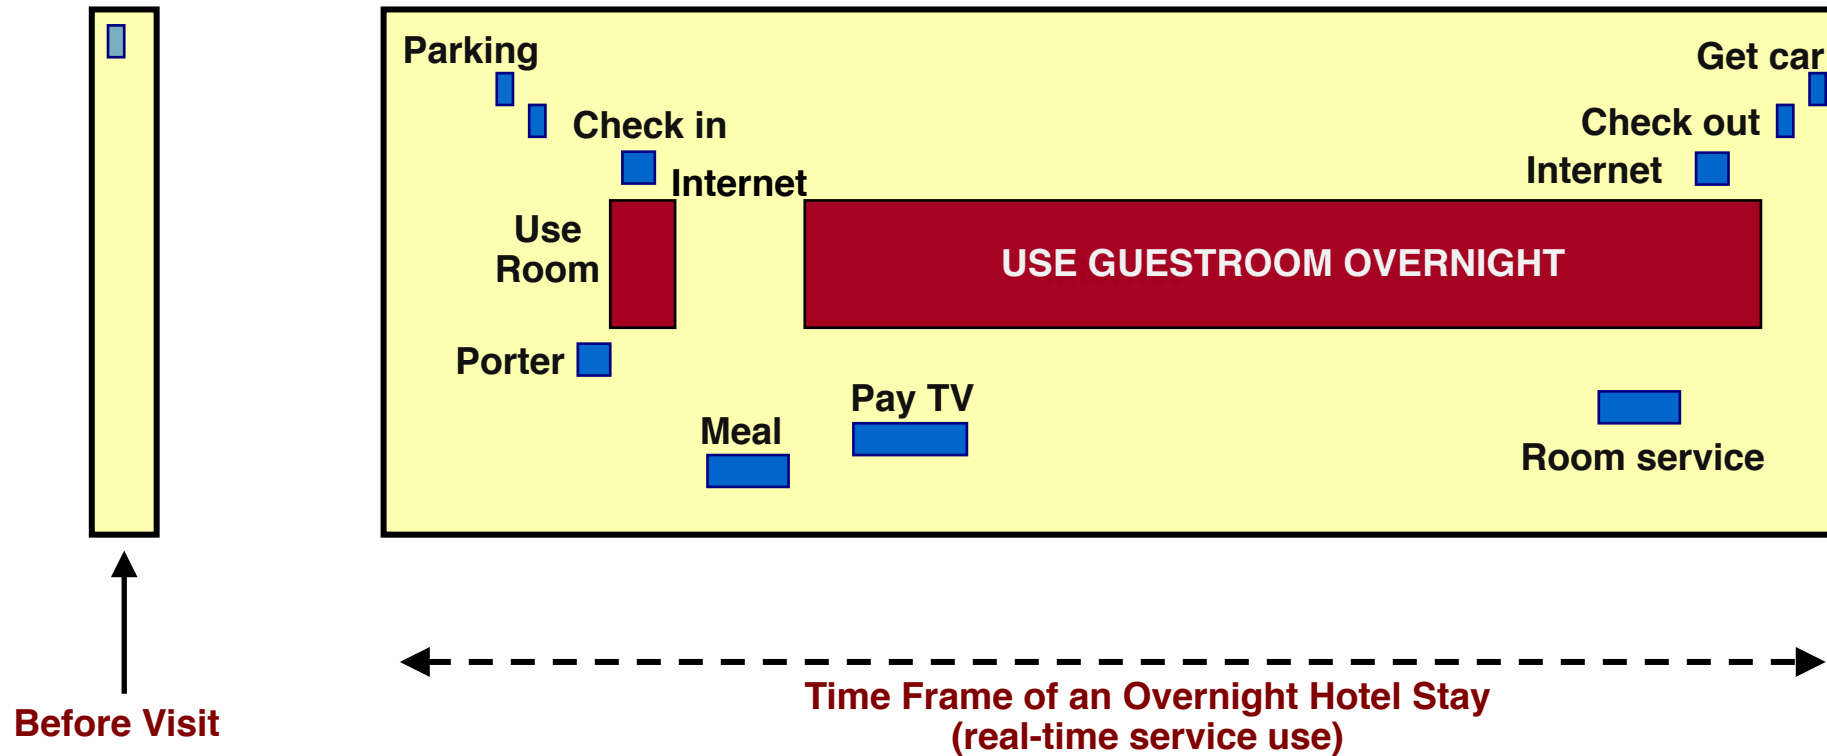 Parking
Get car
Check in
Check out
Internet
Internet
Use
Room
USE GUESTROOM OVERNIGHT
Porter
Pay TV
Meal
Room service
Time Frame of an Overnight Hotel Stay
(real-time service use)
Before Visit